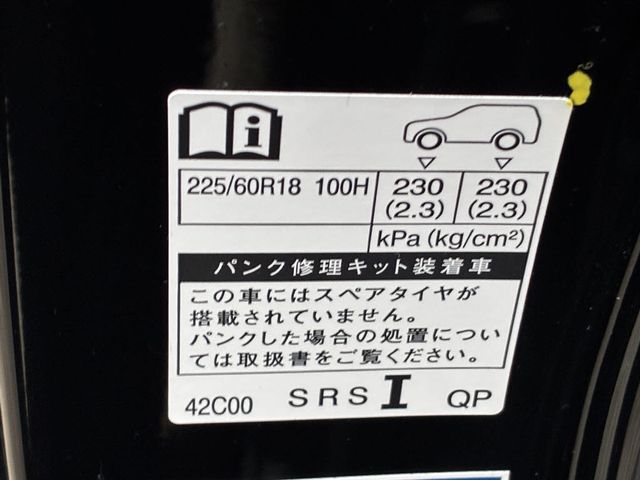 225/60R18 100H 230 230
(2.3) (2.3)
kPa (kg/cm²)
パンク修理キット装着車
この車にはスペアタイヤが
搭載されていません。
パンクした場合の処置につい
ては取扱書をご覧ください。
42C00 SRS I QP